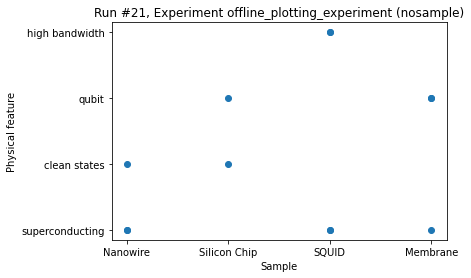 Run #21, Experiment offline_plotting_experiment (nosample)
high bandwidth
qubit
clean states
superconducting
Physical feature
Nanowire
Silicon Chip
SQUID
Membrane
Sample